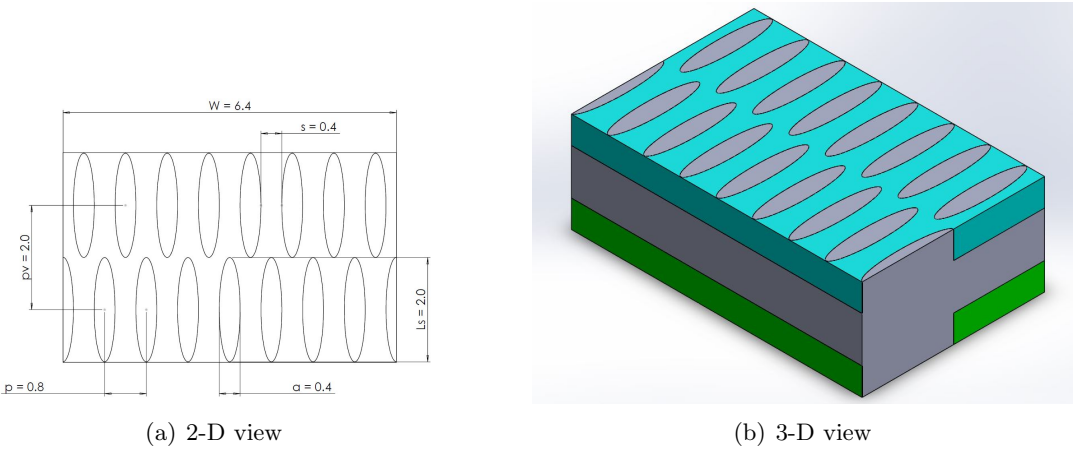 W = 6.4
s = 0.4
pv = 2.0
Ls = 2.0
p = 0.8
a = 0.4
(a) 2-D view
(b) 3-D view